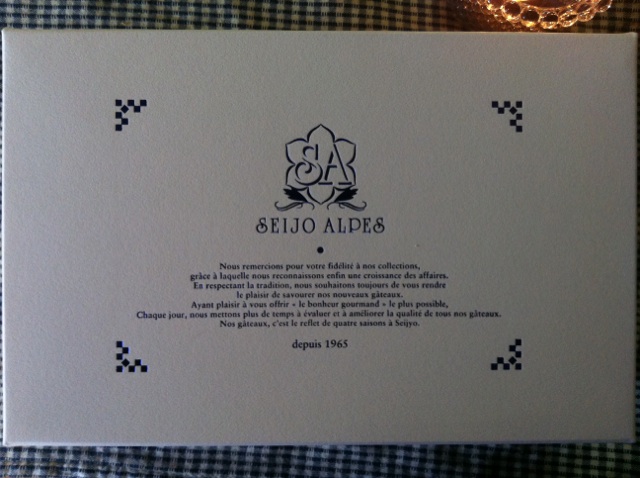 SA
SEIJO ALPES
Nous remercions pour votre fidélité à nos collections,
grâce à laquelle nous reconnaissons enfin une croissance des affaires.
En respectant la tradition, nous souhaitons toujours de vous rendre
le plaisir de savourer nos nouveaux gâteaux.
Ayant plaisir à vous offrir « le bonheur gourmand » le plus possible,
Chaque jour, nous mettons plus de temps à évaluer et à améliorer la qualité de tous nos gâteaux.
Nos gâteaux, c'est le reflet de quatre saisons à Seijyo.
depuis 1965